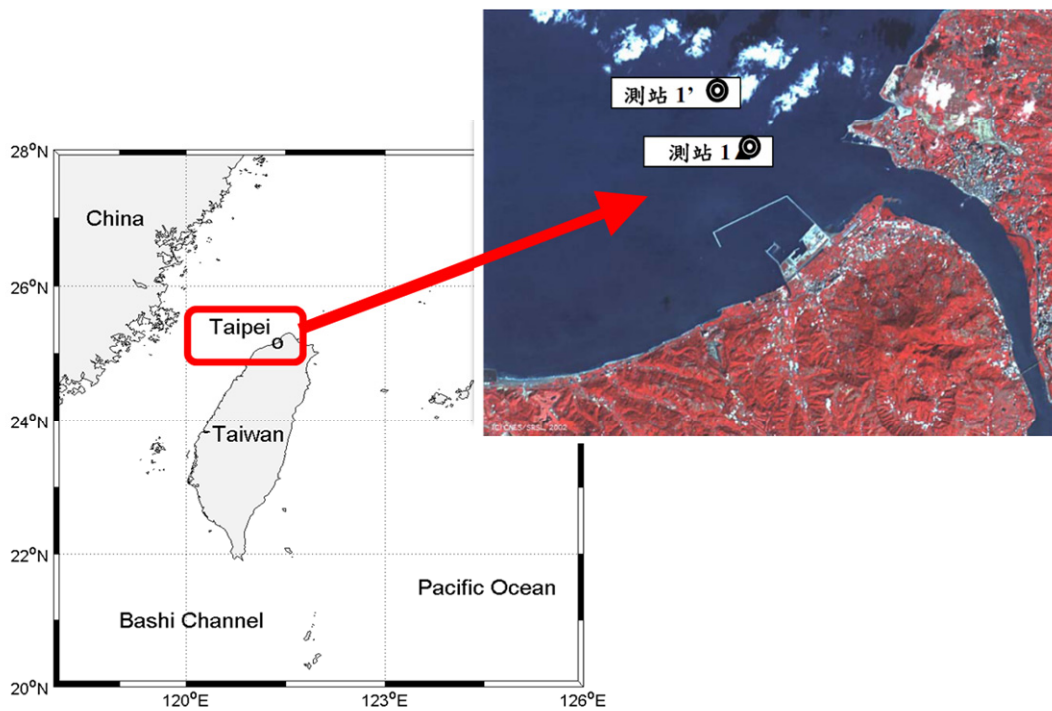 測站 1’
測站 1
28°N
China
26°N
Taipei
24°N
Taiwan
22°N
Pacific Ocean
Bashi Channel
20°N
120°E
123°E
126°E